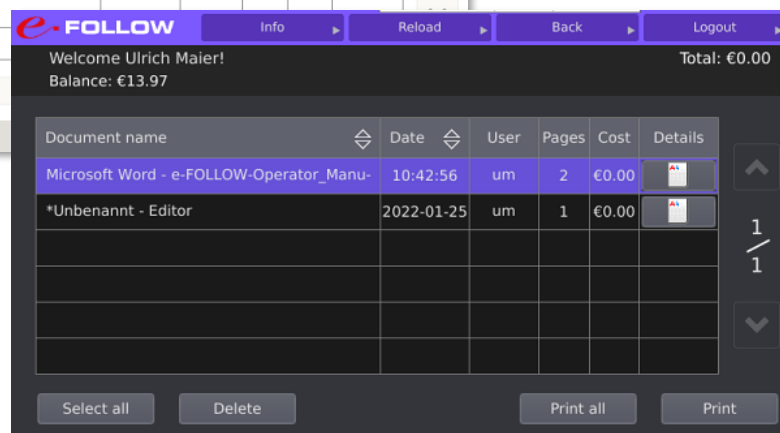 e-FOLLOW Info Reload Back Logout
Welcome Ulrich Maier! Total: €0.00
Balance: €13.97
Document name Date User Pages Cost Details
Microsoft Word - e-FOLLOW-Operator_Manu- 10:42:56 um 2 €0.00
*Unbenannt - Editor 2022-01-25 um 1 €0.00
1
1
Select all Delete Print all Print